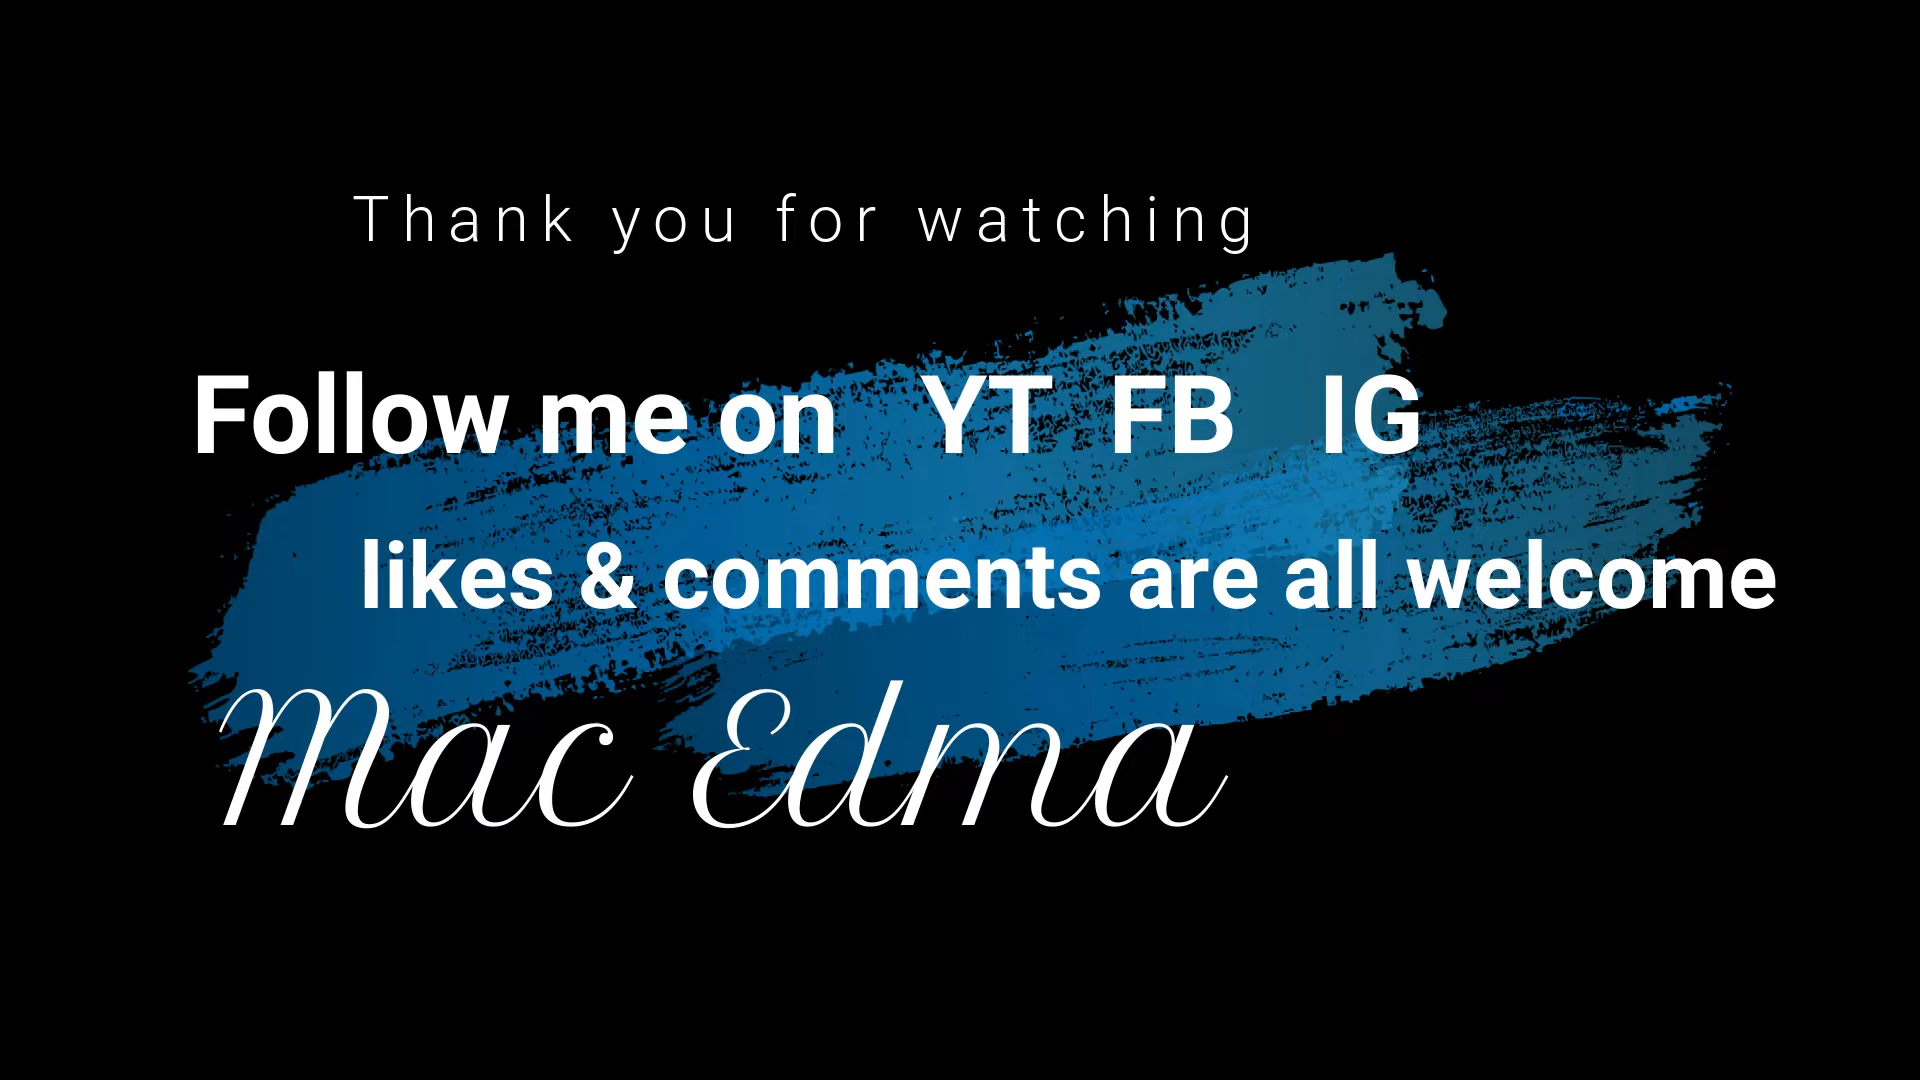 Thank you for watching
Follow me on YT FB IG
likes & comments are all welcome
Mac Edma